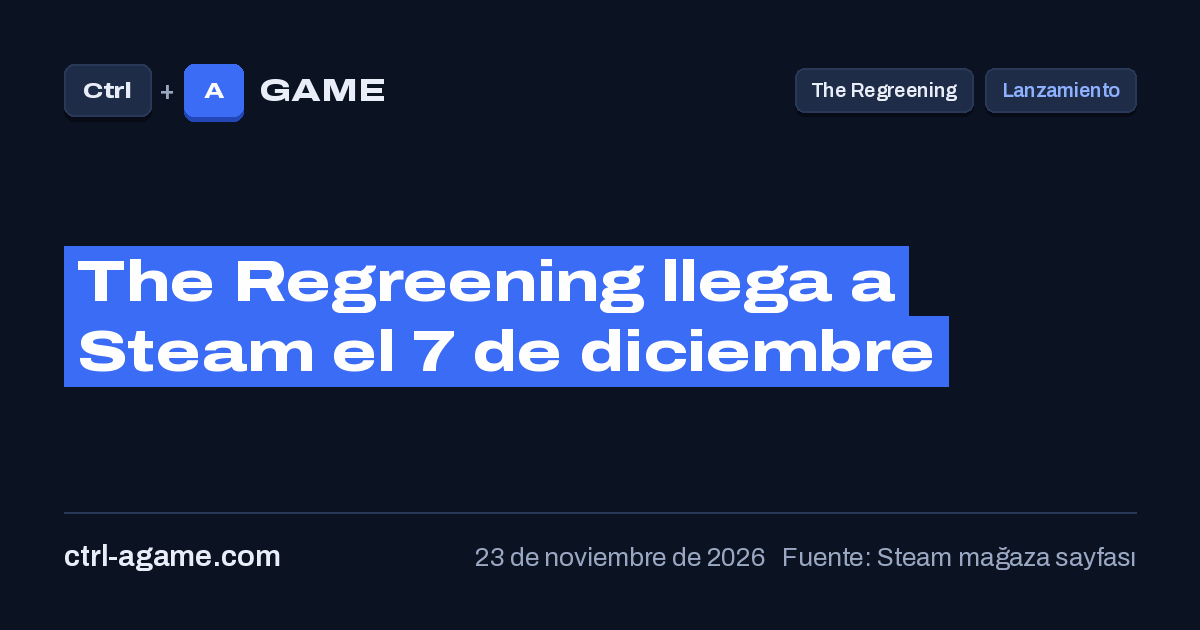 Ctrl + A GAME
The Regreening Lanzamiento
The Regreening llega a
Steam el 7 de diciembre
ctrl-agame.com
23 de noviembre de 2026 Fuente: Steam mağaza sayfası